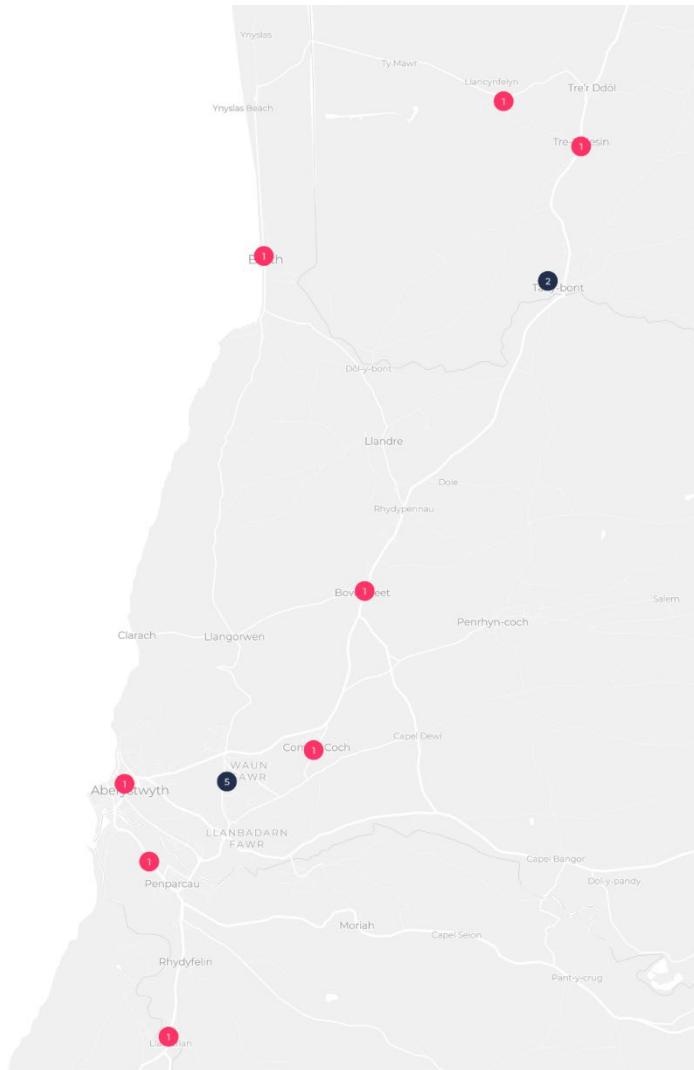 Ynyslas
Ty Mawr
Llancynfelyn
Tre'r Ddôl
1
Ynyslas Beach
1
1
2
Dôl-y-bont
Llandre
Dole
Rhydypennau
1
Salem
Penrhyn-coch
Clarach
Llangorwen
Capel Dewi
1
WAUN
5
1
Aberystwyth
LLANBADARN
FAWR
1
Capel Bangor
Penparcau
Dol-y-pandy
Moriah
Capel Seion
Rhydyfelin
Pant-y-crug
1